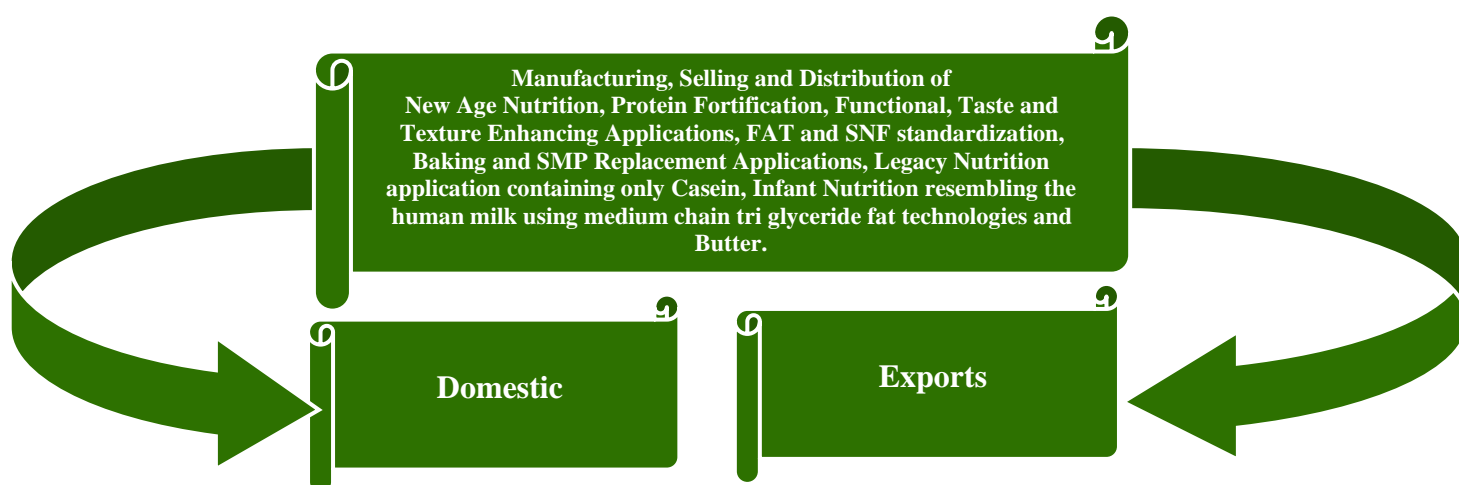 Manufacturing, Selling and Distribution of
New Age Nutrition, Protein Fortification, Functional, Taste and
Texture Enhancing Applications, FAT and SNF standardization,
Baking and SMP Replacement Applications, Legacy Nutrition
application containing only Casein, Infant Nutrition resembling the
human milk using medium chain tri glyceride fat technologies and
Butter.
Domestic
Exports